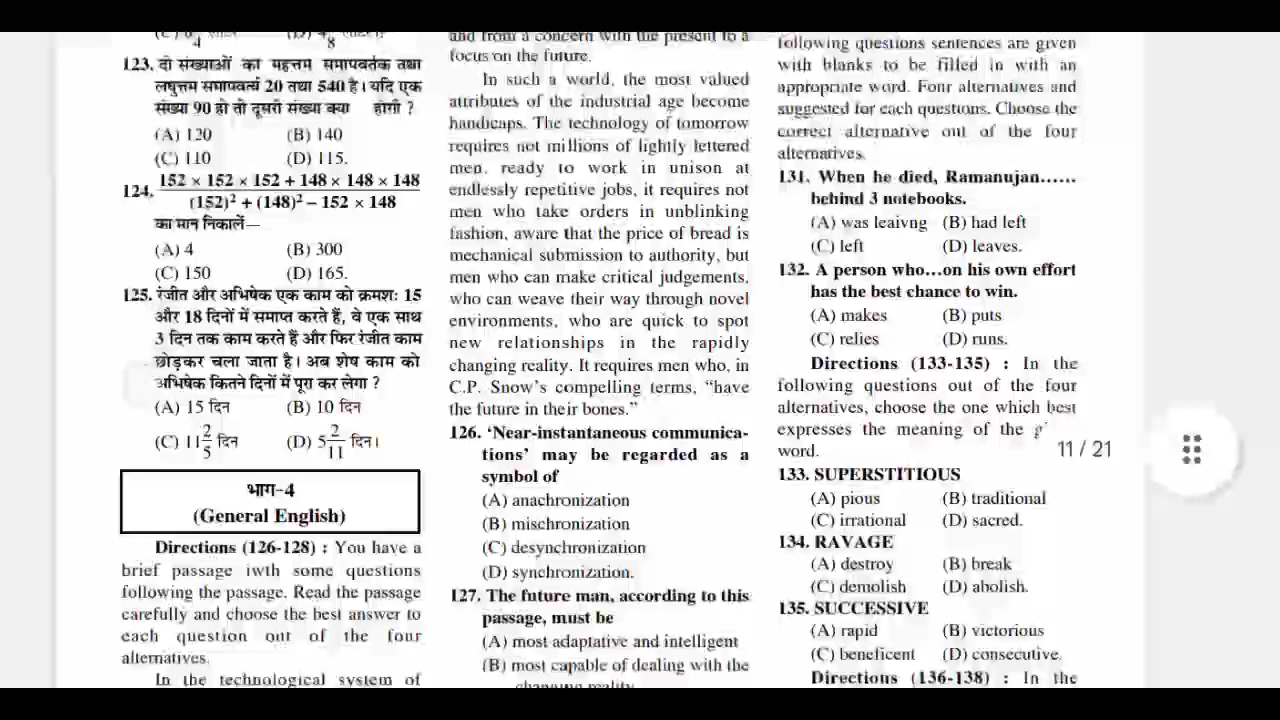 123. दो संख्याओं का महत्तम समापवर्तक तथा
लघुत्तम समापवर्त्य 20 तथा 540 है। यदि एक
संख्या 90 हो तो दूसरी संख्या क्या होगी ?
(A) 120 (B) 140
(C) 110 (D) 115.
124. 152 × 152 × 152 + 148 × 148 × 148
(152)² + (148)² − 152 × 148
का मान निकालें—
(A) 4 (B) 300
(C) 150 (D) 165.
125. रंजीत और अभिषेक एक काम को क्रमशः 15
और 18 दिनों में समाप्त करते हैं, वे एक साथ
3 दिन तक काम करते हैं और फिर रंजीत काम
छोड़कर चला जाता है। अब शेष काम को
अभिषेक कितने दिनों में पूरा कर लेगा ?
(A) 15 दिन (B) 10 दिन
(C) 11 2/5 दिन (D) 5 2/11 दिन।
भाग-4
(General English)
Directions (126-128) : You have a
brief passage iwth some questions
following the passage. Read the passage
carefully and choose the best answer to
each question out of the four
alternatives.
In the technological system of
and from a concern with the present to a
focus on the future.
In such a world, the most valued
attributes of the industrial age become
handicaps. The technology of tomorrow
requires not millions of lightly lettered
men, ready to work in unison at
endlessly repetitive jobs, it requires not
men who take orders in unblinking
fashion, aware that the price of bread is
mechanical submission to authority, but
men who can make critical judgements,
who can weave their way through novel
environments, who are quick to spot
new relationships in the rapidly
changing reality. It requires men who, in
C.P. Snow’s compelling terms, “have
the future in their bones.”
126. ‘Near-instantaneous communica-
tions’ may be regarded as a
symbol of
(A) anachronization
(B) mischronization
(C) desynchronization
(D) synchronization.
127. The future man, according to this
passage, must be
(A) most adaptative and intelligent
(B) most capable of dealing with the
changing reality
following questions sentences are given
with blanks to be filled in with an
appropriate word. Four alternatives and
suggested for each questions. Choose the
correct alternative out of the four
alternatives.
131. When he died, Ramanujan......
behind 3 notebooks.
(A) was leaivng (B) had left
(C) left (D) leaves.
132. A person who...on his own effort
has the best chance to win.
(A) makes (B) puts
(C) relies (D) runs.
Directions (133-135) : In the
following questions out of the four
alternatives, choose the one which best
expresses the meaning of the
word.
11 / 21
133. SUPERSTITIOUS
(A) pious (B) traditional
(C) irrational (D) sacred.
134. RAVAGE
(A) destroy (B) break
(C) demolish (D) abolish.
135. SUCCESSIVE
(A) rapid (B) victorious
(C) beneficent (D) consecutive.
Directions (136-138) : In the